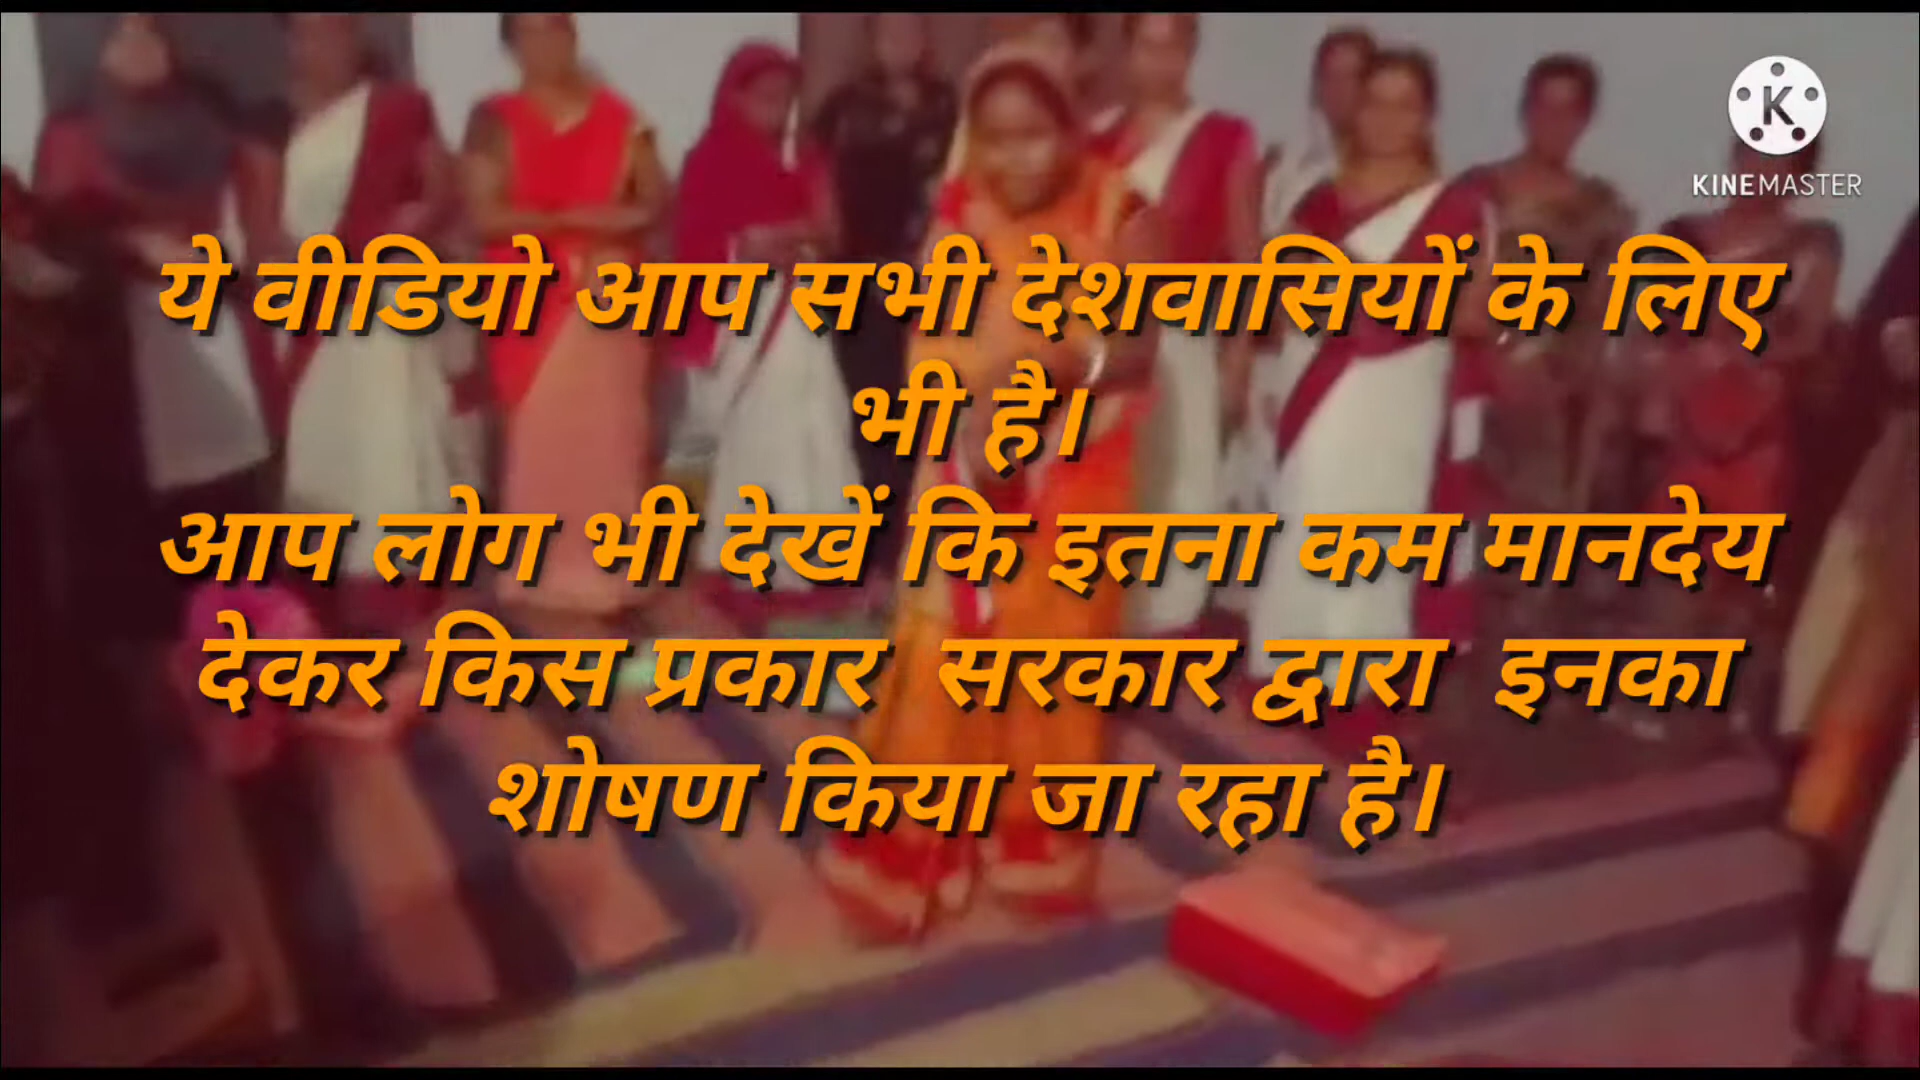 KINEMASTER
ये वीडियो आप सभी देशवासियों के लिए
भी है।
आप लोग भी देखें कि इतना कम मानदेय
देकर किस प्रकार सरकार द्वारा इनका
शोषण किया जा रहा है।